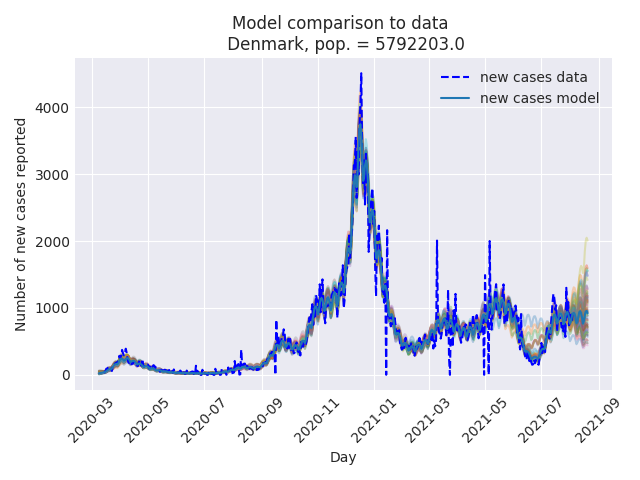 Model comparison to data
Denmark, pop. = 5792203.0
new cases data
new cases model
Number of new cases reported
4000
3000
2000
1000
0
2020-03
2020-05
2020-07
2020-09
2020-11
2021-01
2021-03
2021-05
2021-07
2021-09
Day